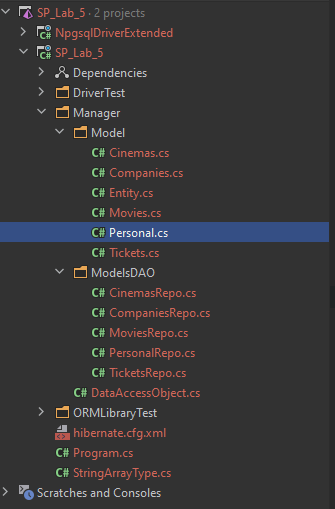 SP_Lab_5 · 2 projects
C# NpgsqlDriverExtended
C# SP_Lab_5
Dependencies
DriverTest
Manager
Model
C# Cinemas.cs
C# Companies.cs
C# Entity.cs
C# Movies.cs
C# Personal.cs
C# Tickets.cs
ModelsDAO
C# CinemasRepo.cs
C# CompaniesRepo.cs
C# MoviesRepo.cs
C# PersonalRepo.cs
C# TicketsRepo.cs
C# DataAccessObject.cs
ORMLibraryTest
hibernate.cfg.xml
C# Program.cs
C# StringArrayType.cs
Scratches and Consoles